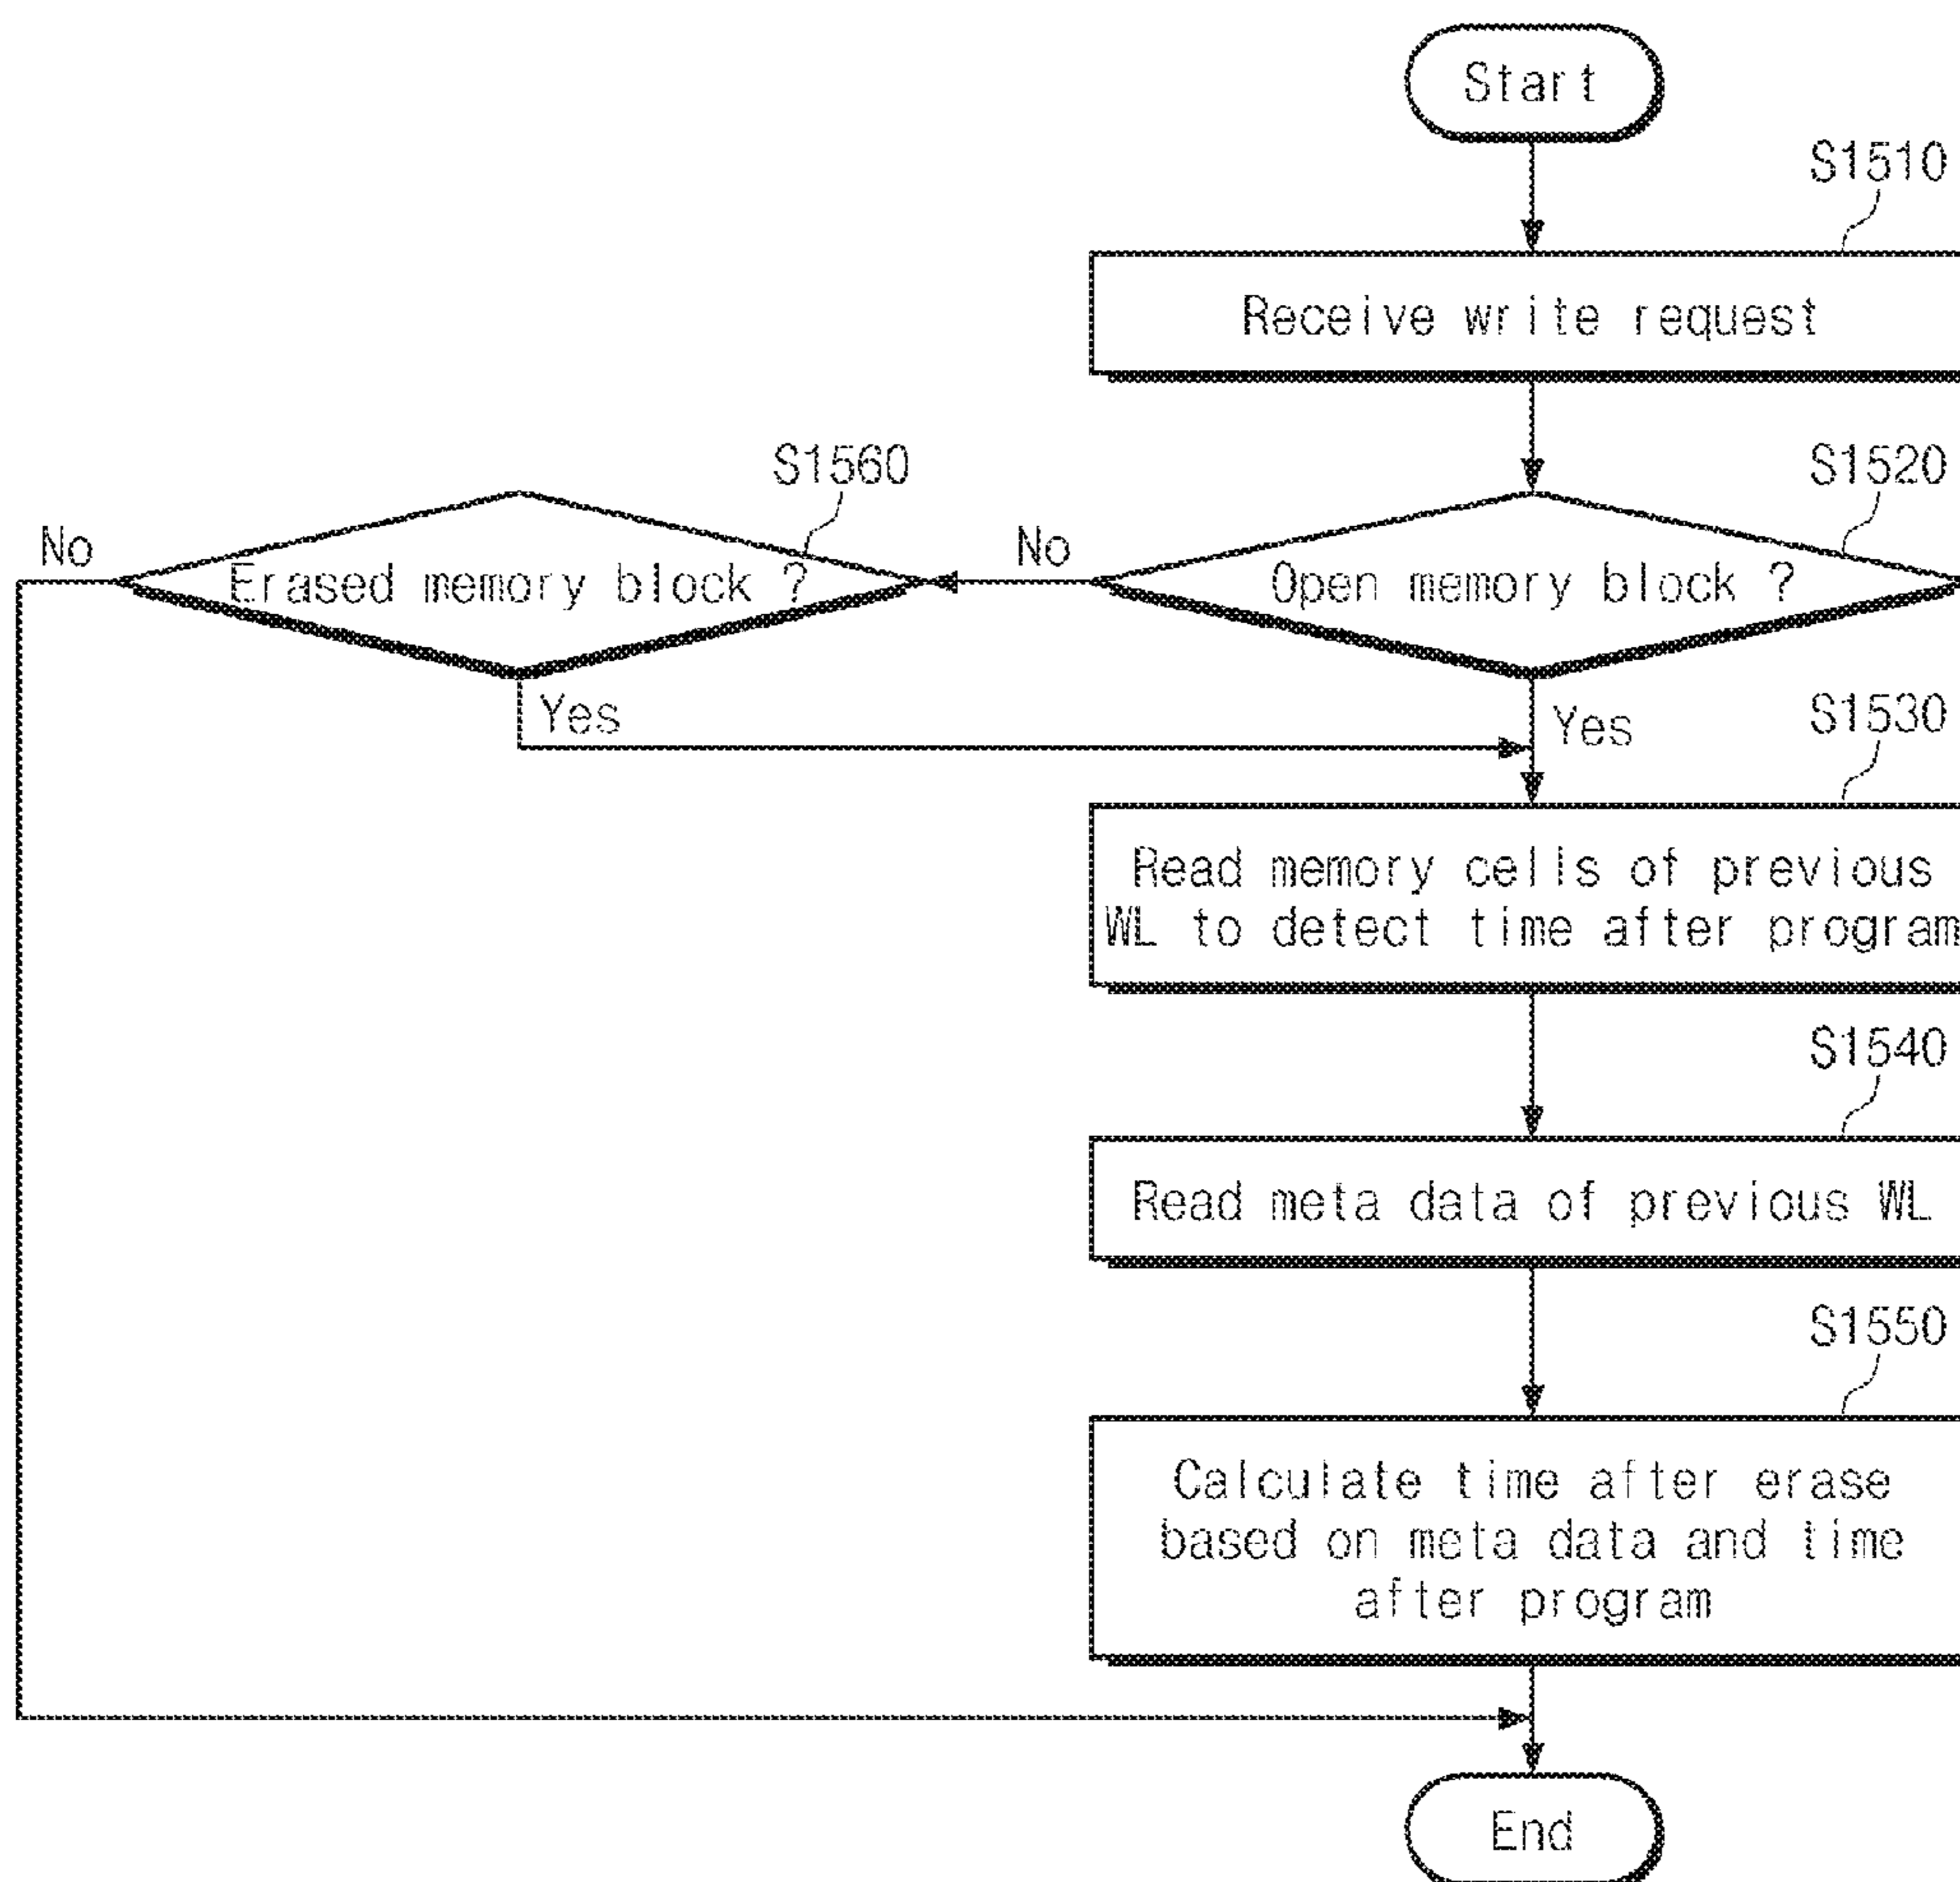 Start
S1510
Receive write request
S1560
S1520
No
Erased memory block ?
No
Open memory block ?
Yes
Yes
S1530
Read memory cells of previous
WL to detect time after program
S1540
Read meta data of previous WL
S1550
Calculate time after erase
based on meta data and time
after program
End